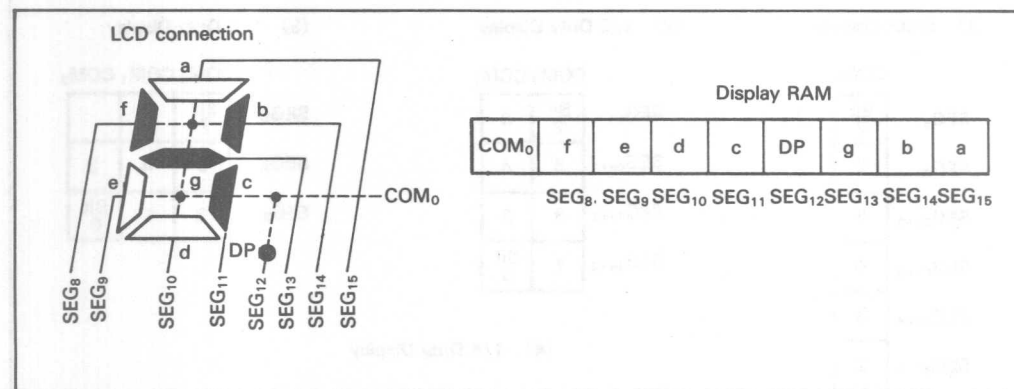 LCD connection
a
f
b
g
e
c
COM₀
d
DP
SEG₈
SEG₉
SEG₁₀
SEG₁₁
SEG₁₂
SEG₁₃
SEG₁₄
SEG₁₅
Display RAM
COM₀ f e d c DP g b a
SEG₈. SEG₉ SEG₁₀ SEG₁₁ SEG₁₂ SEG₁₃ SEG₁₄ SEG₁₅